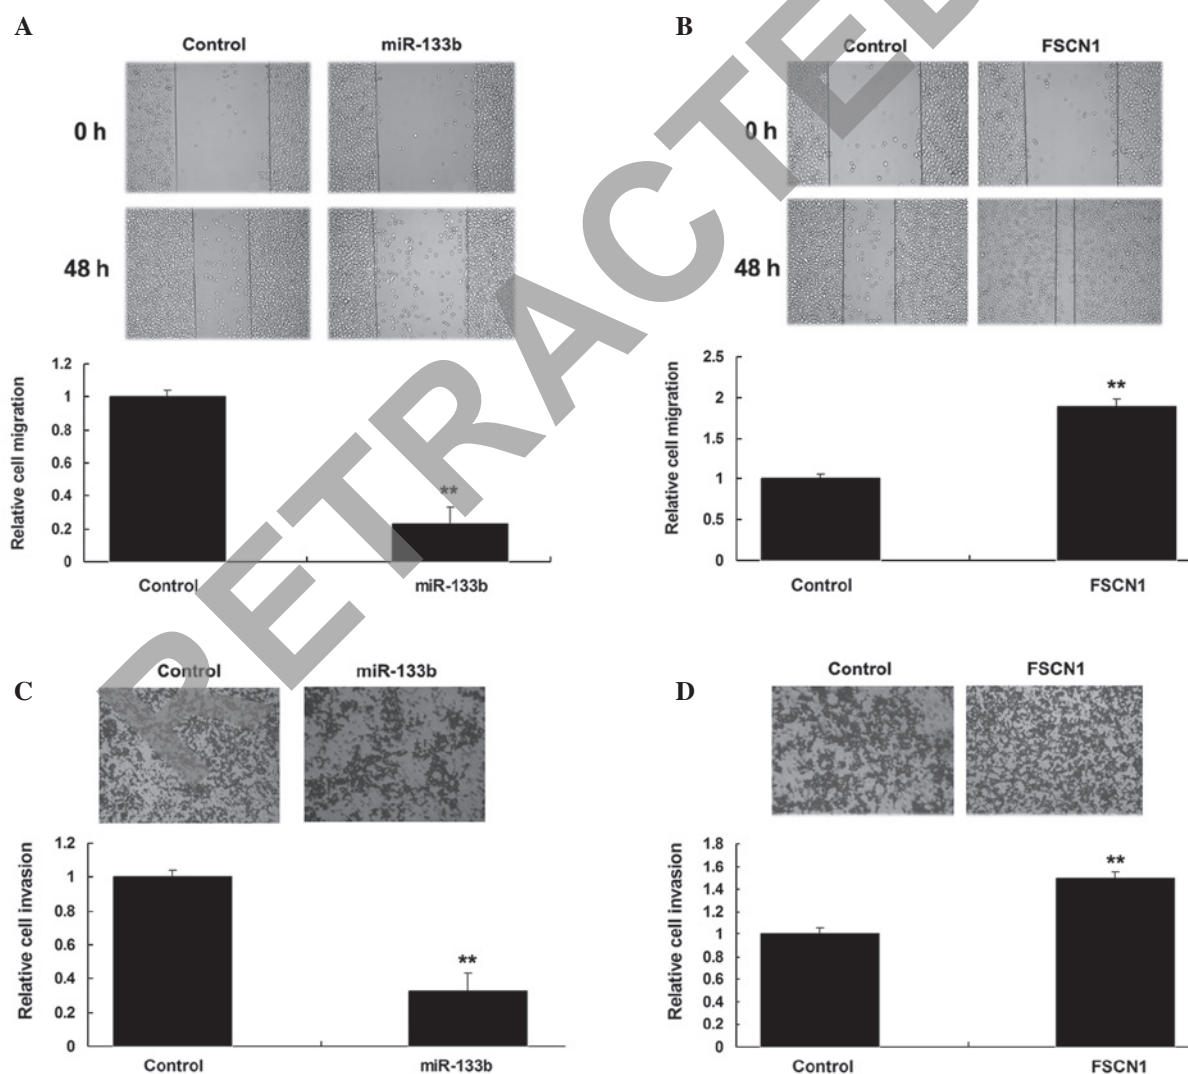 A
Control
miR-133b
0 h
48 h
Relative cell migration
1.2
1
0.8
0.6
0.4
0.2
0
**
Control
miR-133b
B
Control
FSCN1
0 h
48 h
Relative cell migration
2.5
2
1.5
1
0.5
0
**
Control
FSCN1
C
Control
miR-133b
Relative cell invasion
1.2
1
0.8
0.6
0.4
0.2
0
**
Control
miR-133b
D
Control
FSCN1
Relative cell invasion
1.8
1.6
1.4
1.2
1
0.8
0.6
0.4
0.2
0
**
Control
FSCN1
RETRACTED